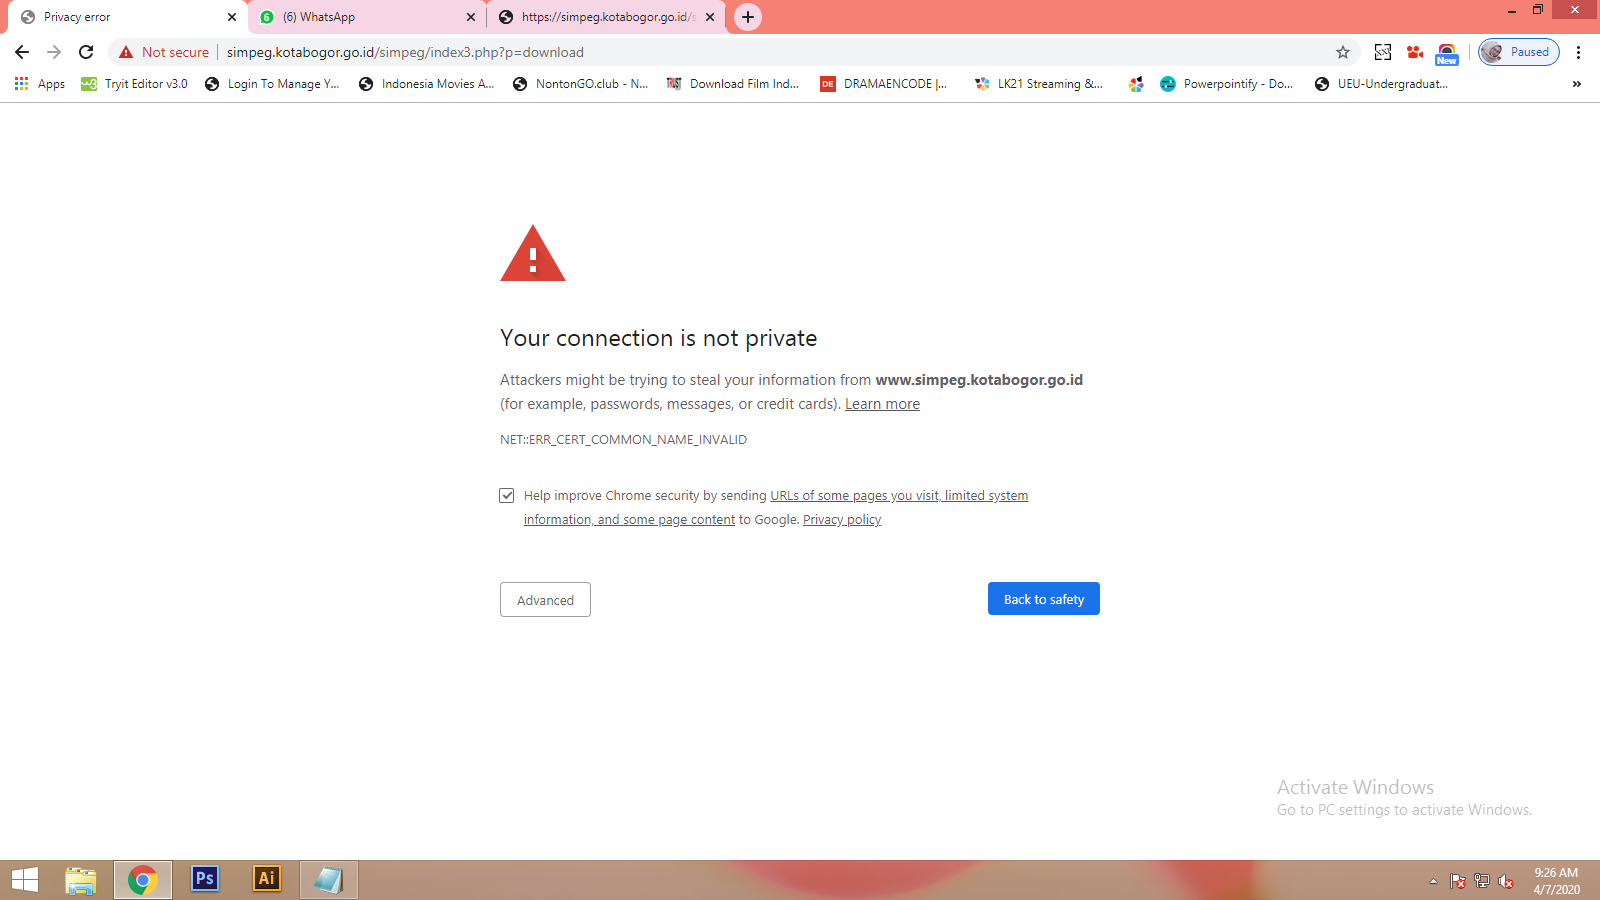 Privacy error
6
(6) WhatsApp
https://simpeg.kotabogor.go.id/s
Not secure
simpeg.kotabogor.go.id/simpeg/index3.php?p=download
New
Paused
Apps
Tryit Editor v3.0
Login To Manage Y...
Indonesia Movies A...
NontonGO.club - N...
Download Film Ind...
DE
DRAMAENCODE |...
LK21 Streaming &...
Powerpointify - Do...
UEU-Undergraduat...
»
Your connection is not private
Attackers might be trying to steal your information from www.simpeg.kotabogor.go.id
(for example, passwords, messages, or credit cards). Learn more
NET::ERR_CERT_COMMON_NAME_INVALID
Help improve Chrome security by sending URLs of some pages you visit, limited system
information, and some page content to Google. Privacy policy
Advanced
Back to safety
Activate Windows
Go to PC settings to activate Windows.
Ps
Ai
9:26 AM
4/7/2020